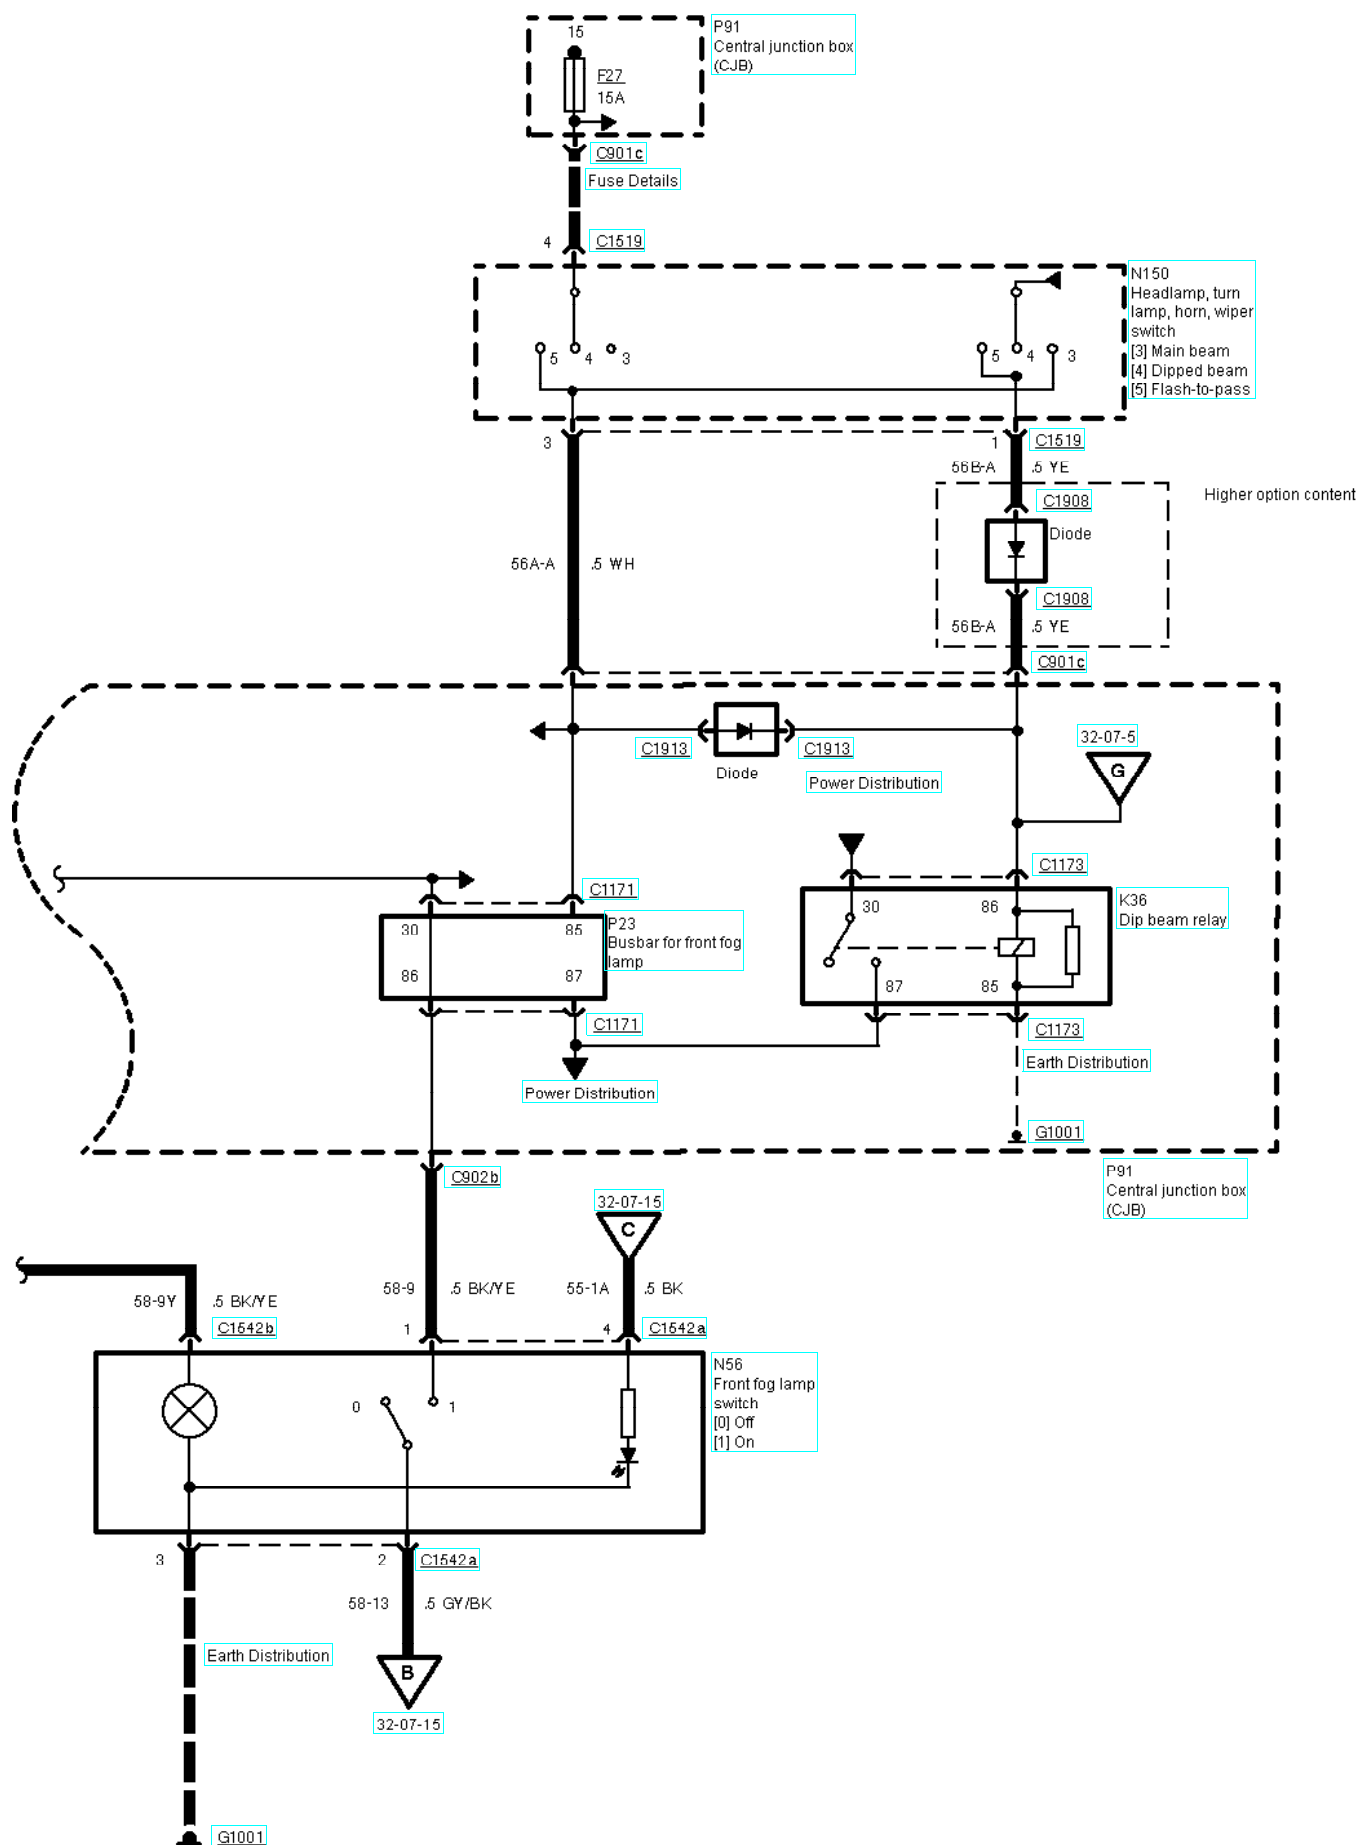 15
P91
Central junction box
(CJB)
F27
15A
C901c
Fuse Details
4
C1519
N150
Headlamp, turn
lamp, horn, wiper
switch
[3] Main beam
[4] Dipped beam
[5] Flash-to-pass
5 4 3
5 4 3
3
1
C1519
56B-A .5 YE
Higher option content
C1908
Diode
56A-A .5 WH
C1908
56B-A .5 YE
C901c
C1913
C1913
Diode
Power Distribution
32-07-5
G
C1173
C1171
30
86
K36
Dip beam relay
30
85
P23
Busbar for front fog
lamp
86
87
87
85
C1171
C1173
Earth Distribution
Power Distribution
G1001
P91
Central junction box
(CJB)
C902b
32-07-15
C
58-9Y .5 BK/YE
58-9 .5 BK/YE
55-1A .5 BK
C1542b
1
4
C1542a
N56
Front fog lamp
switch
[0] Off
[1] On
0
1
3
2
C1542a
58-13 .5 GY/BK
Earth Distribution
B
32-07-15
G1001